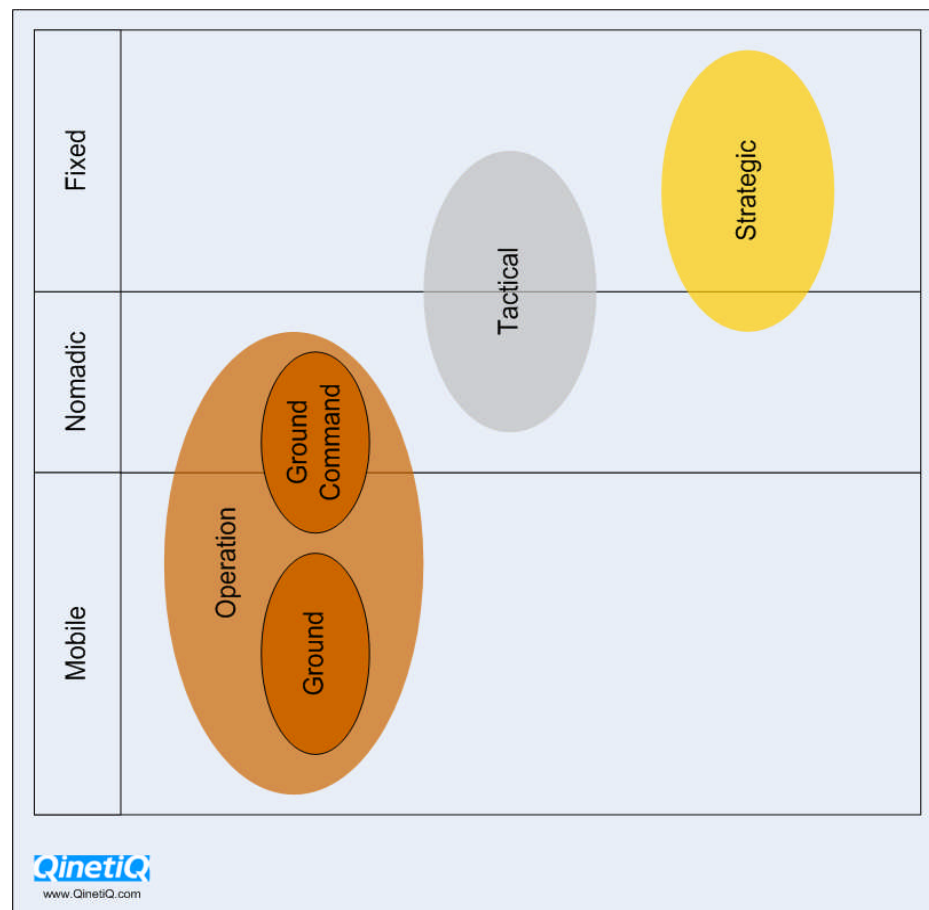 Fixed
Nomadic
Mobile
Strategic
Tactical
Ground
Command
Operation
Ground
QinetiQ
www.QinetiQ.com